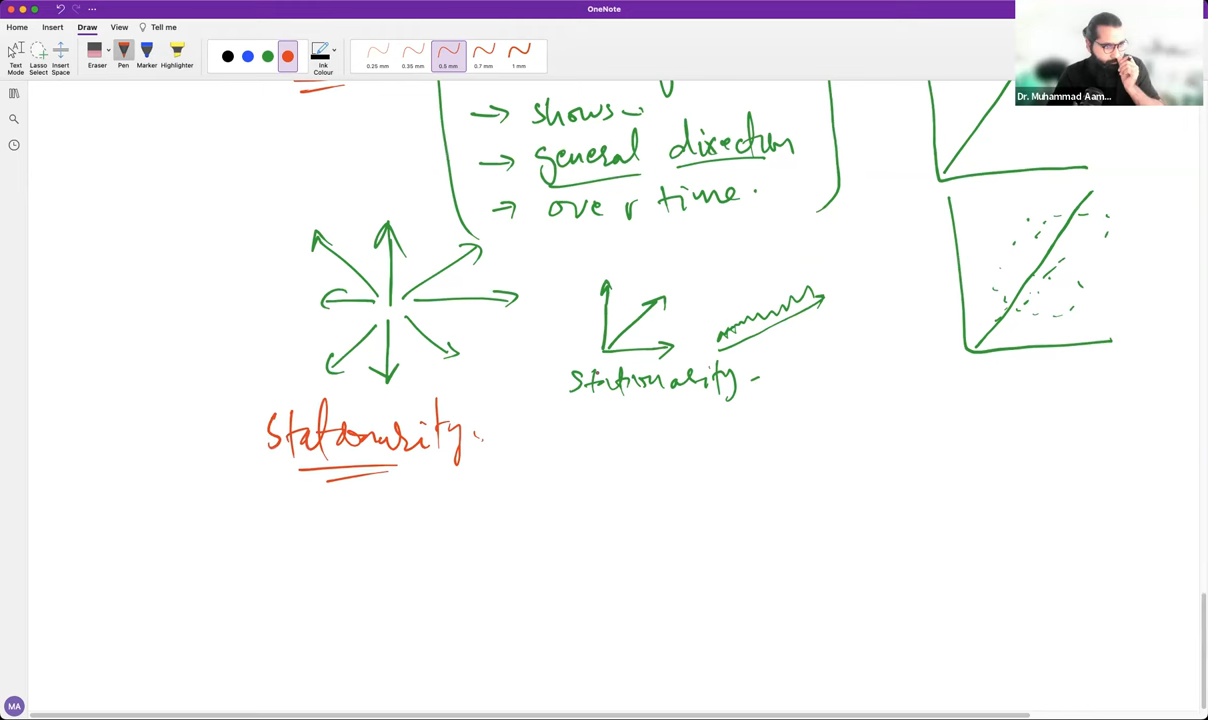 OneNote
Home Insert Draw View Tell me
Text Mode
Lasso Select
Insert Space
Eraser
Pen
Marker
Highlighter
Ink Colour
0.25 mm
0.35 mm
0.5 mm
0.7 mm
1 mm
Dr. Muhammad Aam...
→ shows -
→ general direction
→ over time.
Stationarity -
Stationarity.
MA